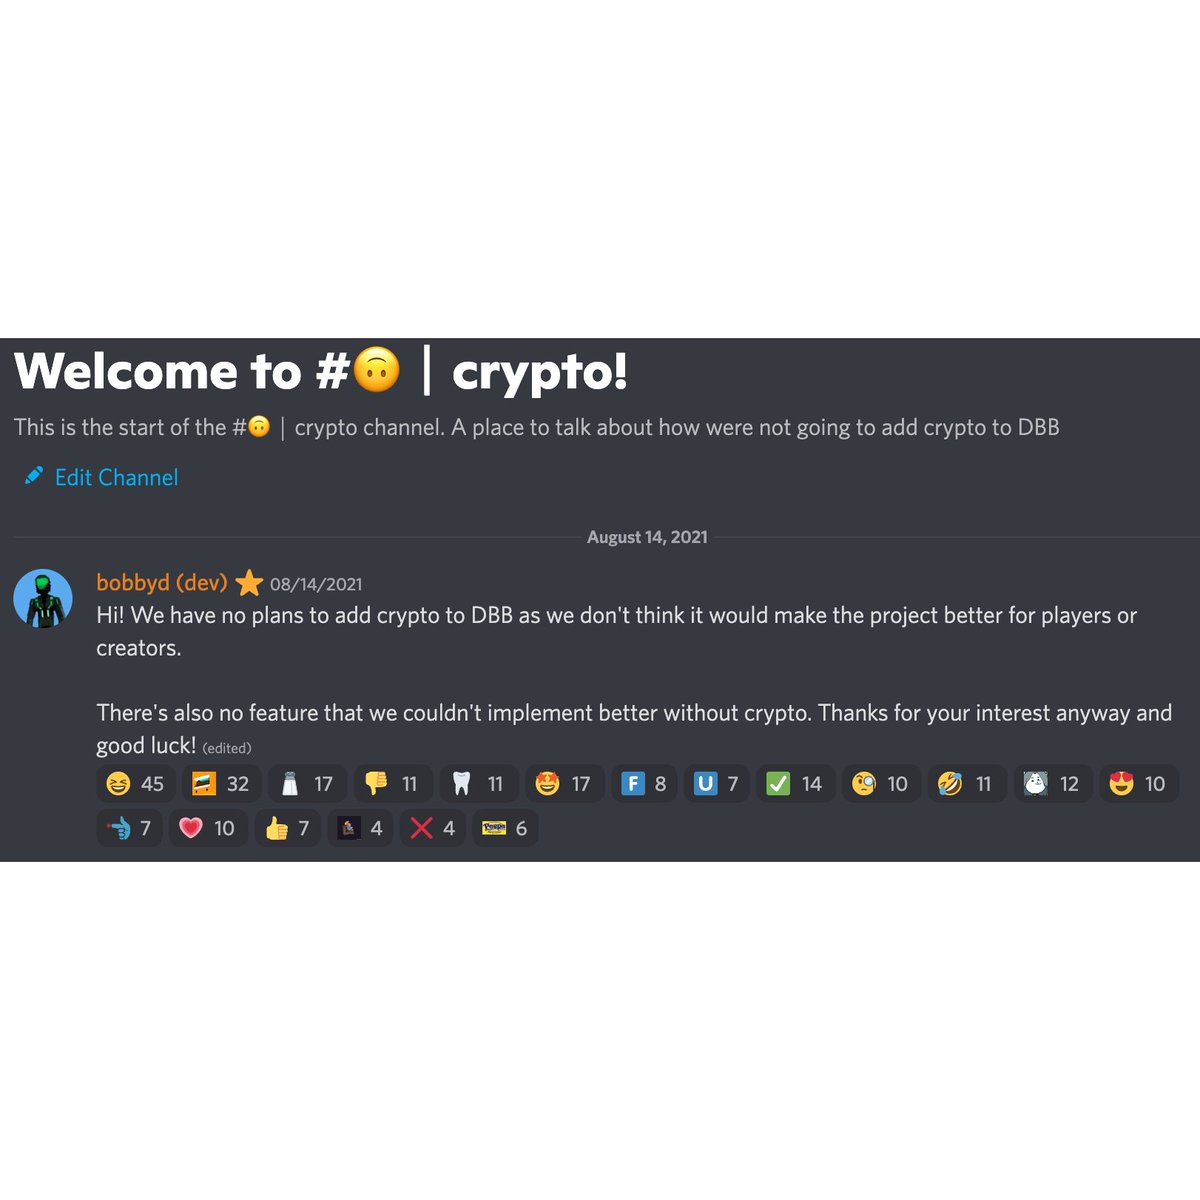 Welcome to #🙃 | crypto!
This is the start of the #🙃 | crypto channel. A place to talk about how were not going to add crypto to DBB
Edit Channel
August 14, 2021
bobbyd (dev) 08/14/2021
Hi! We have no plans to add crypto to DBB as we don't think it would make the project better for players or
creators.
There's also no feature that we couldn't implement better without crypto. Thanks for your interest anyway and
good luck! (edited)
45 32 17 11 11 17 F 8 U 7 14 10 11 12 10
7 10 7 4 4 Peeps 6